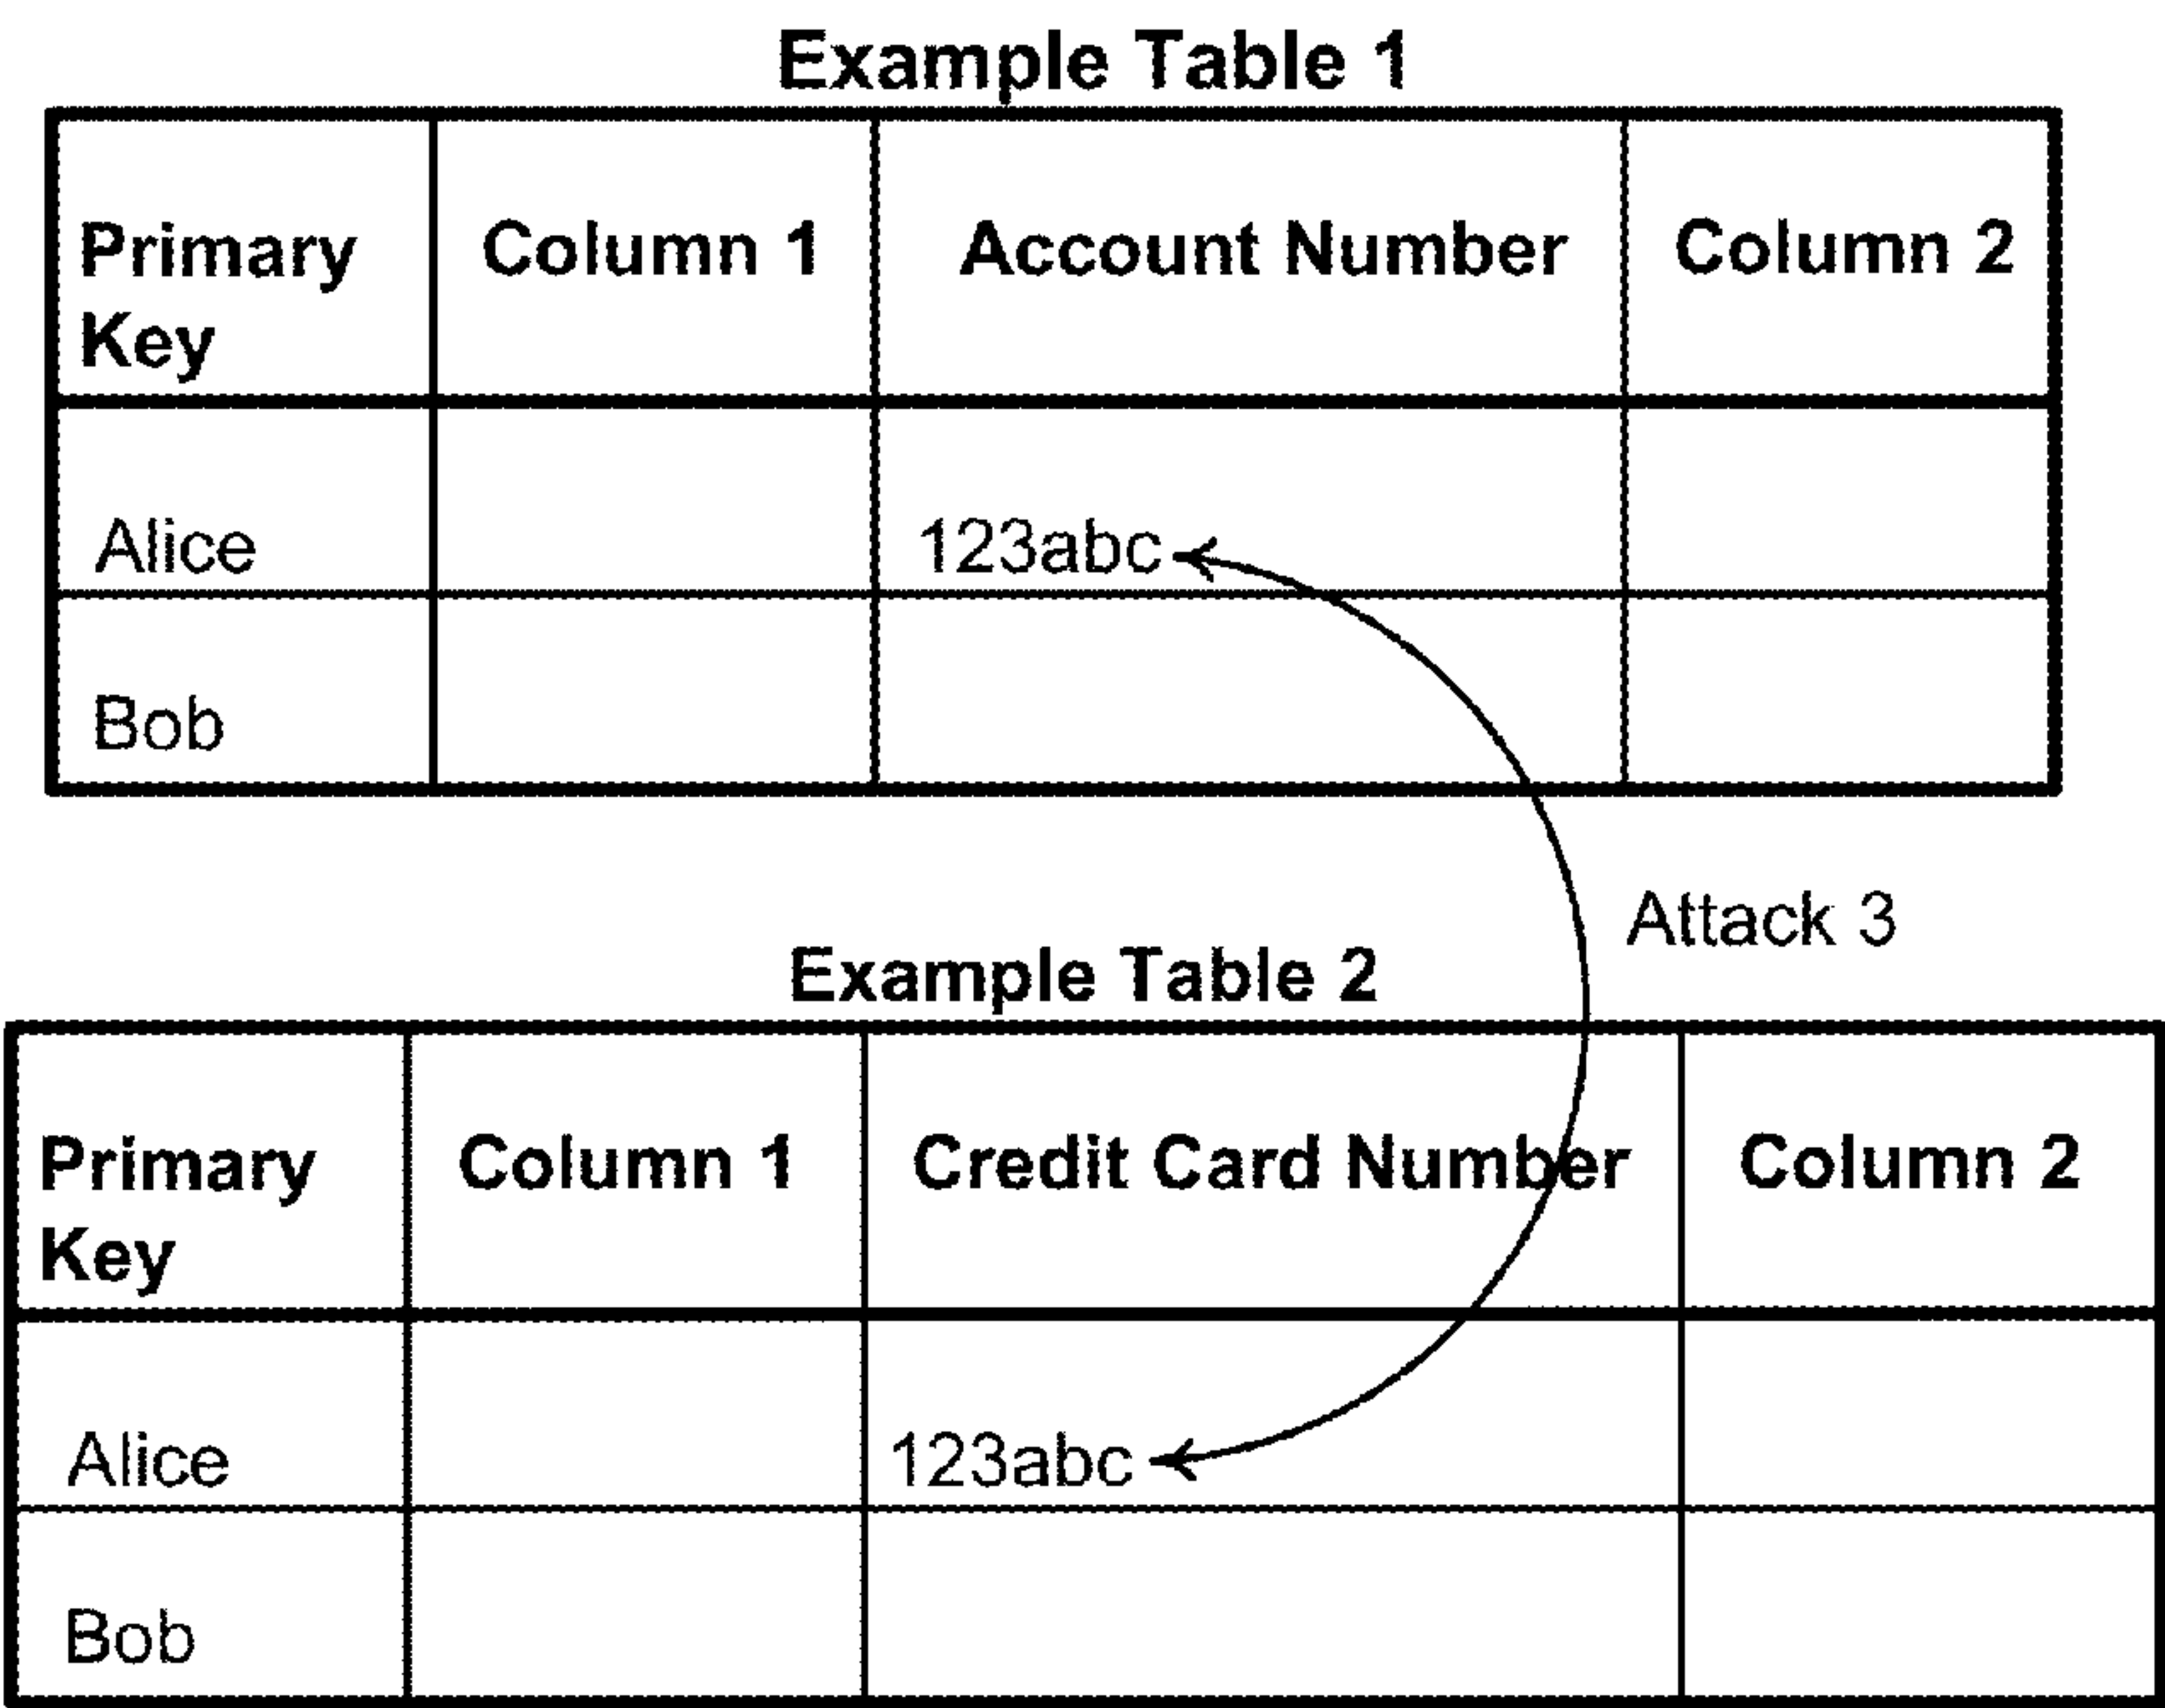 Example Table 1
Primary Key Column 1 Account Number Column 2
Alice 123abc
Bob
Attack 3
Example Table 2
Primary Key Column 1 Credit Card Number Column 2
Alice 123abc
Bob